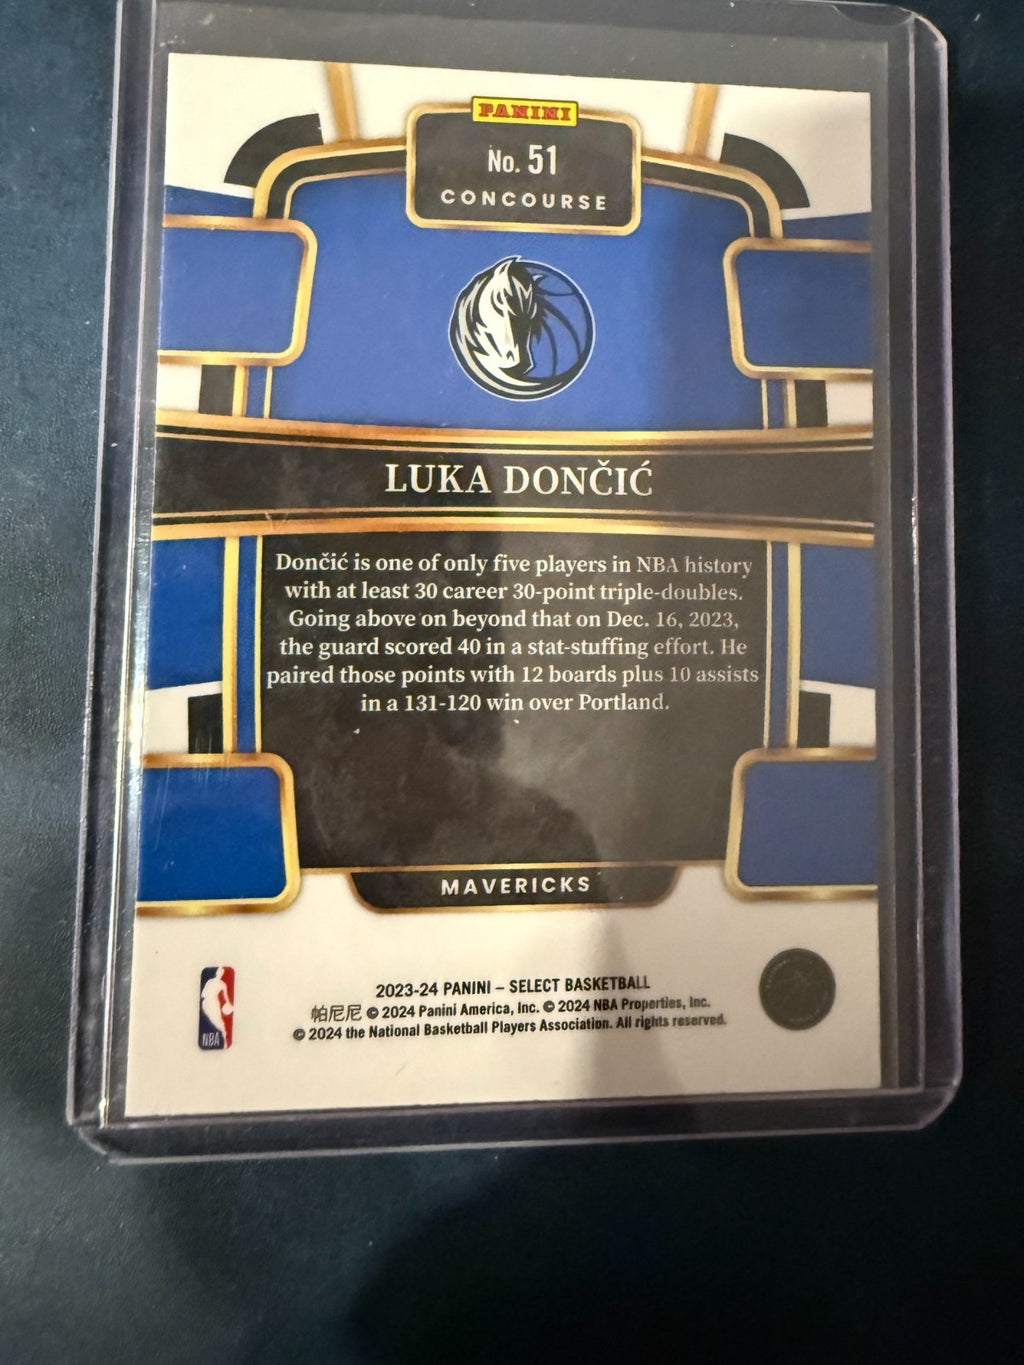 PANINI
No. 51
CONCOURSE
LUKA DONČIĆ
Dončić is one of only five players in NBA history
with at least 30 career 30-point triple-doubles.
Going above on beyond that on Dec. 16, 2023,
the guard scored 40 in a stat-stuffing effort. He
paired those points with 12 boards plus 10 assists
in a 131-120 win over Portland.
MAVERICKS
2023-24 PANINI – SELECT BASKETBALL
帕尼尼 © 2024 Panini America, Inc. © 2024 NBA Properties, Inc.
© 2024 the National Basketball Players Association. All rights reserved.
NBA